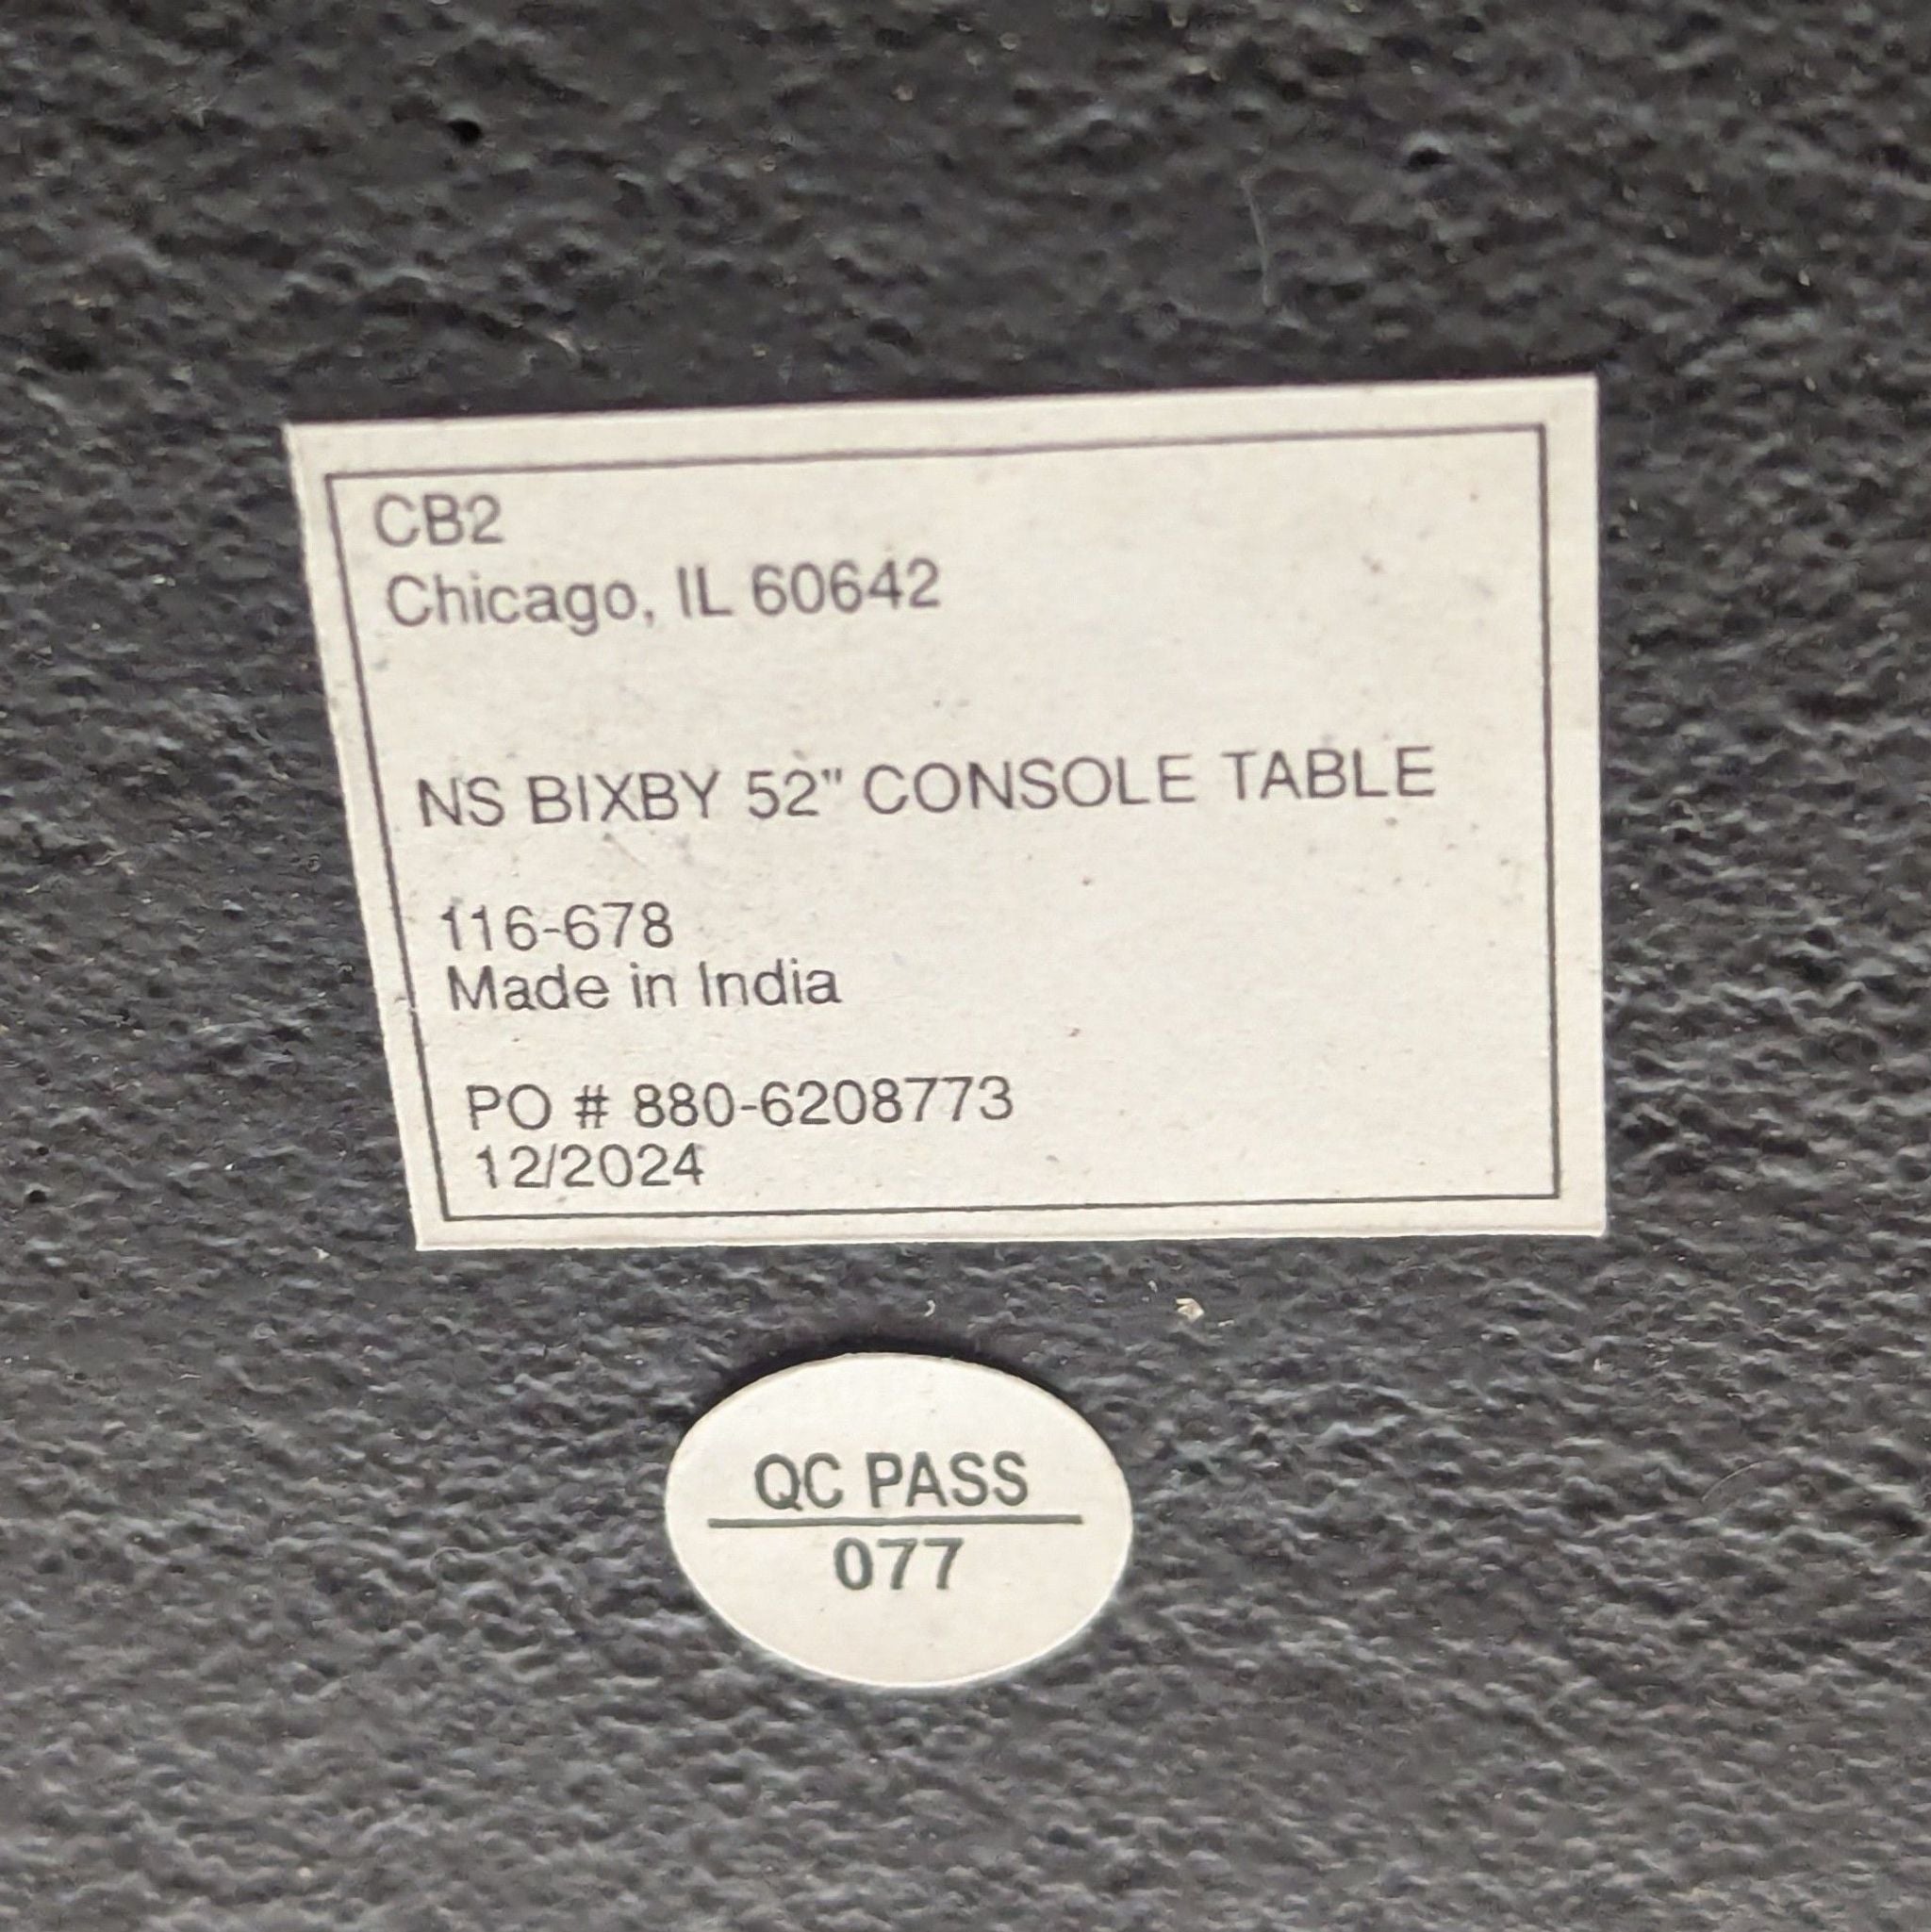 CB2
Chicago, IL 60642
NS BIXBY 52" CONSOLE TABLE
116-678
Made in India
PO # 880-6208773
12/2024
QC PASS
077